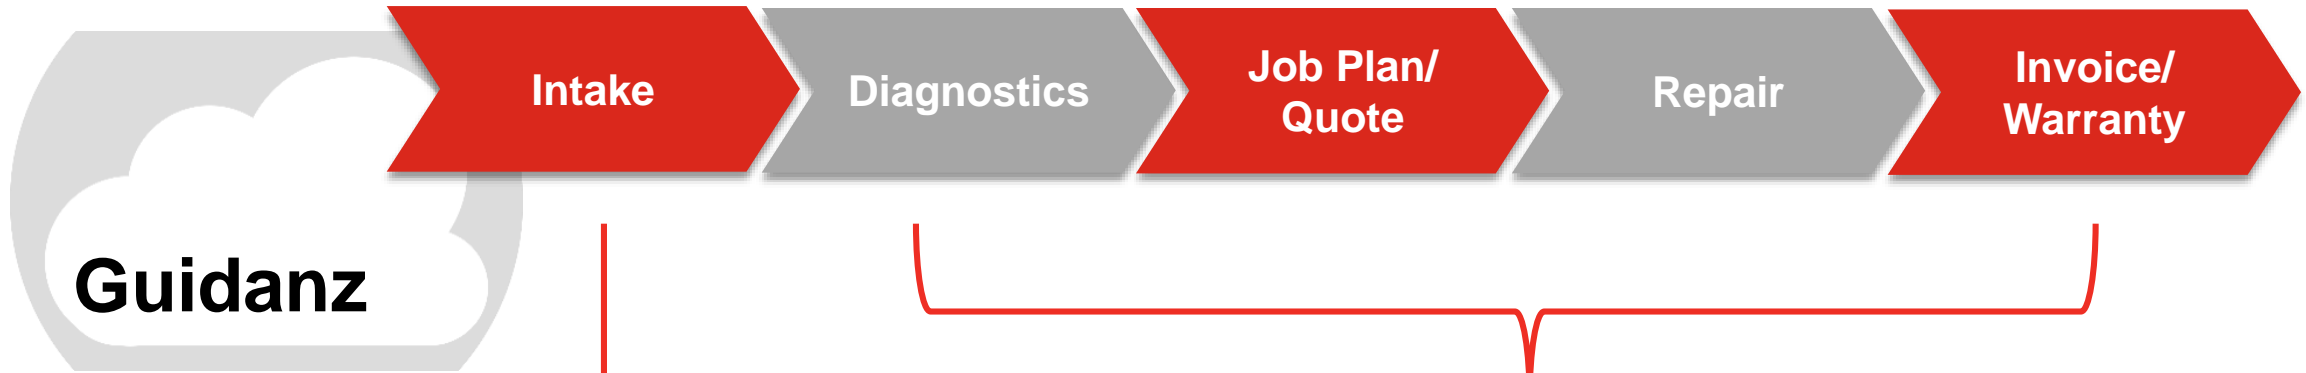 Intake
Diagnostics
Job Plan/
Quote
Repair
Invoice/
Warranty
Guidanz